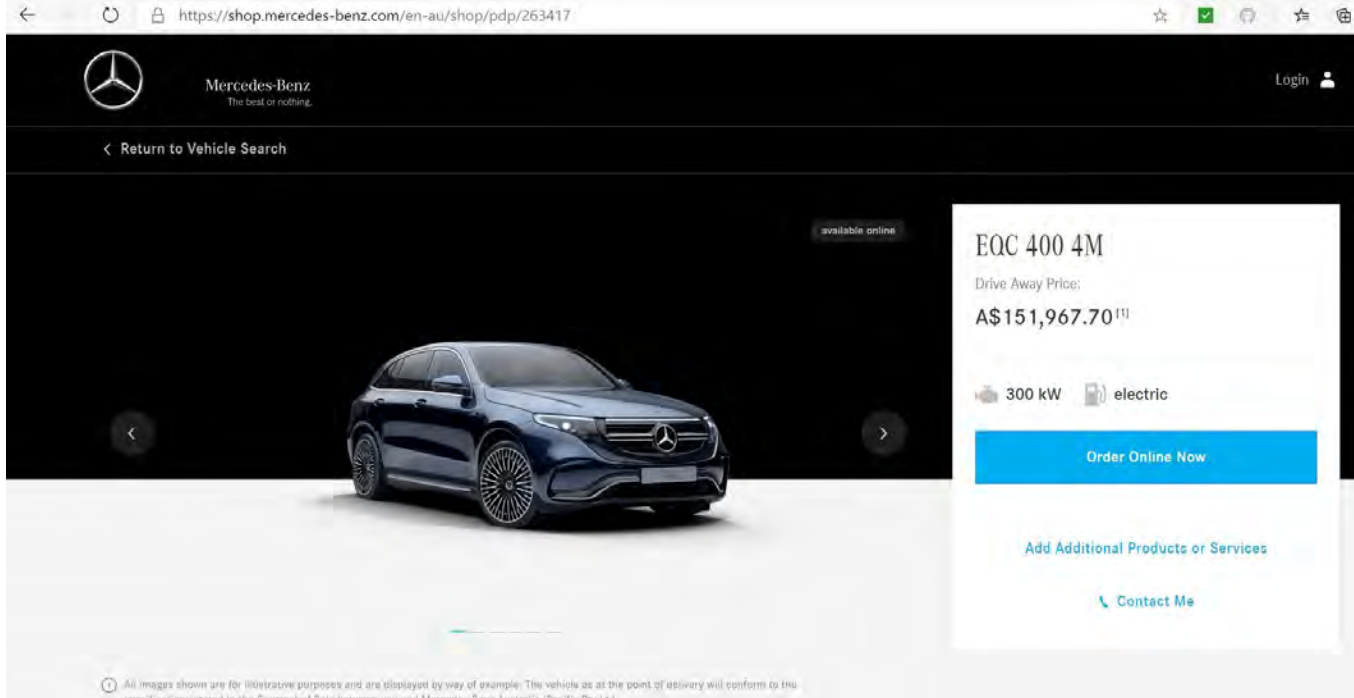 https://shop.mercedes-benz.com/en-au/shop/pdp/263417
Mercedes-Benz
The best or nothing.
Login
< Return to Vehicle Search
available online
EQC 400 4M
Drive Away Price:
A$151,967.70[1]
300 kW electric
Order Online Now
Add Additional Products or Services
Contact Me
All images shown are for illustrative purposes and are displayed by way of example. The vehicle as at the point of delivery will conform to the